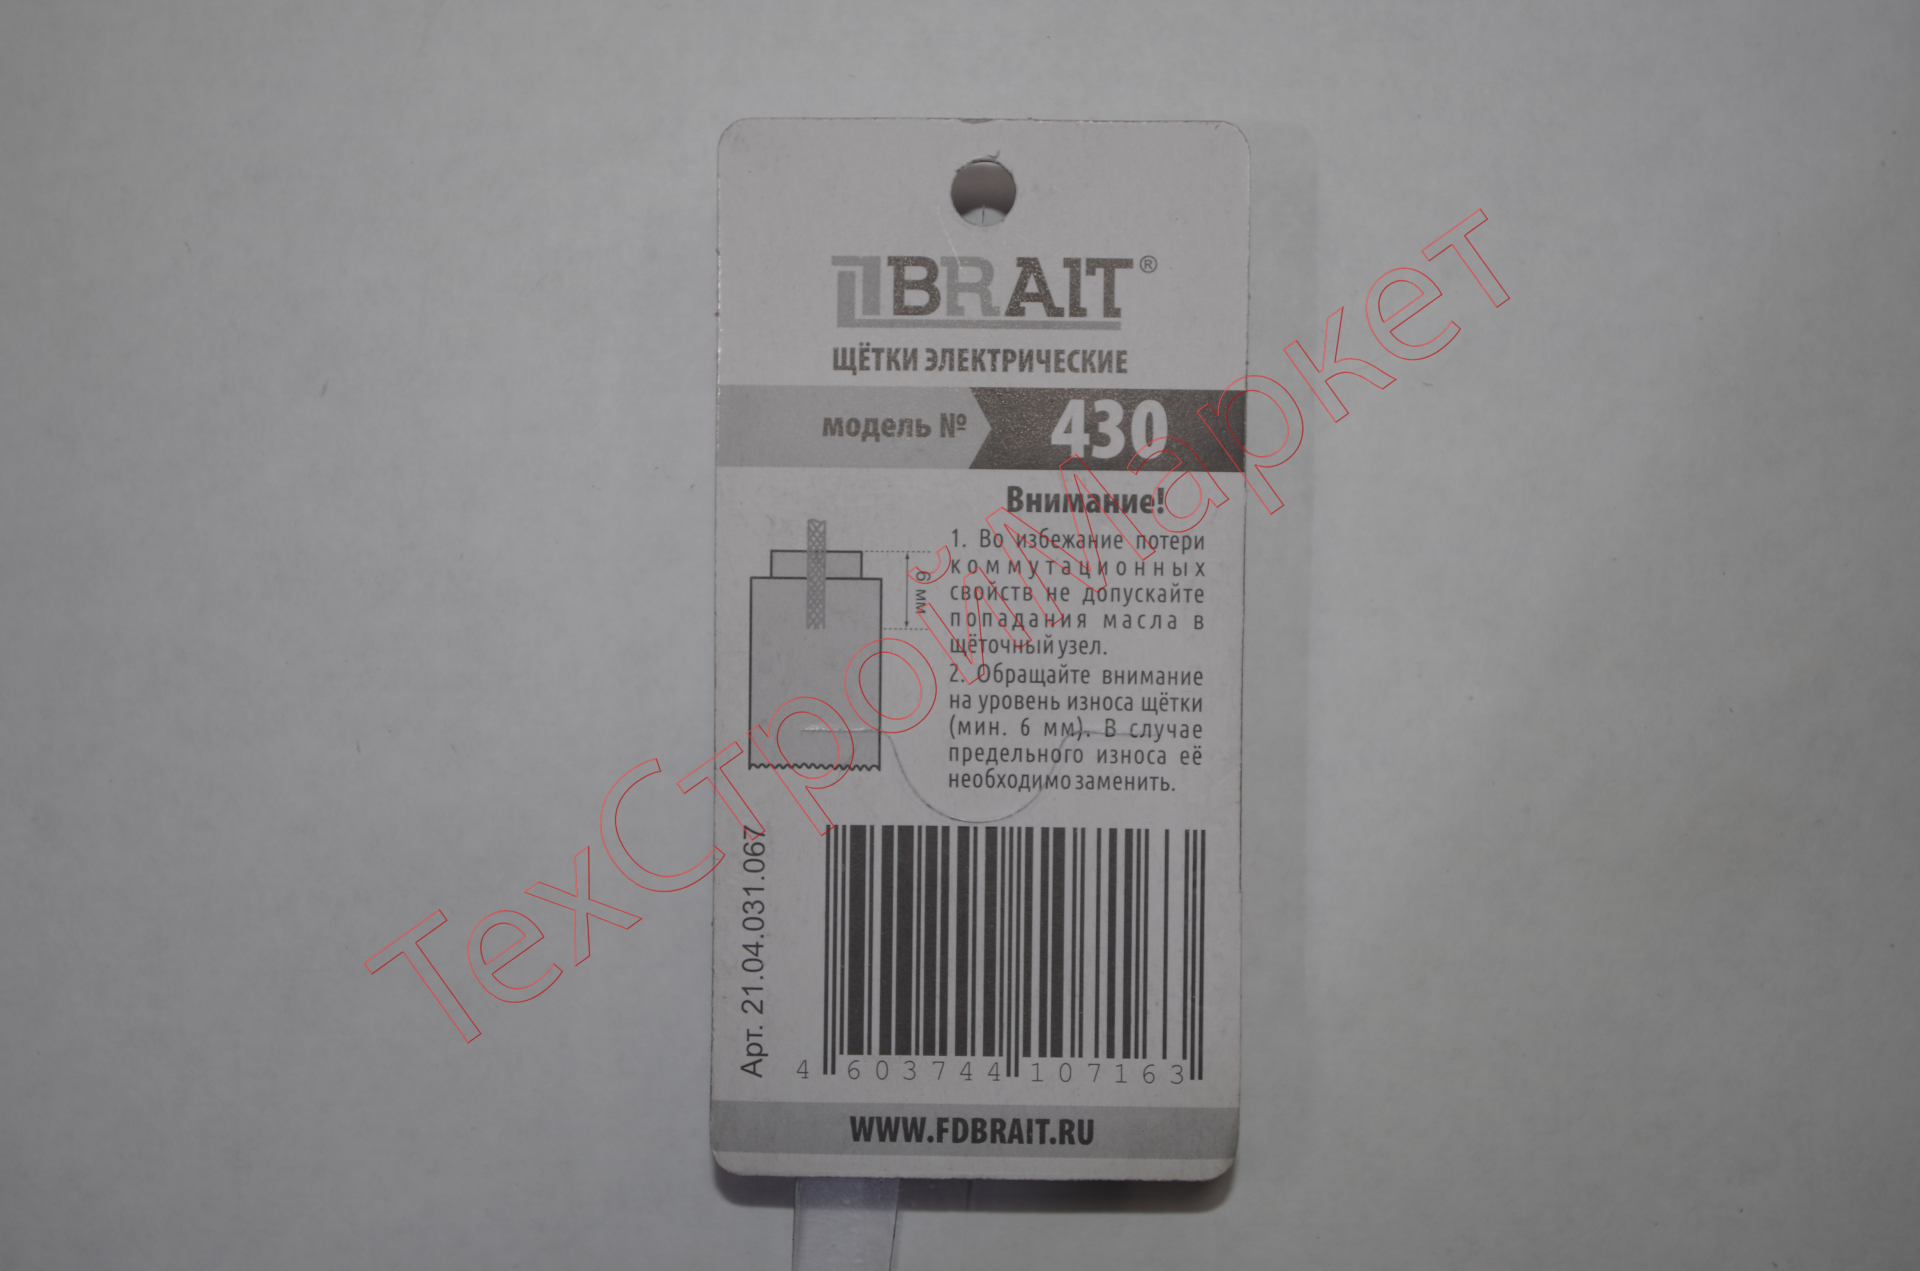 BRAIT®
ЩЁТКИ ЭЛЕКТРИЧЕСКИЕ
модель № 430
Внимание!
1. Во избежание потери
коммутационных
свойств не допускайте
попадания масла в
щёточный узел.
2. Обращайте внимание
на уровень износа щётки
(мин. 6 мм). В случае
предельного износа её
необходимо заменить.
6 мм
Арт. 21.04.031.067
4 603744 107163
WWW.FDBRAIT.RU
ТехСтройМаркет